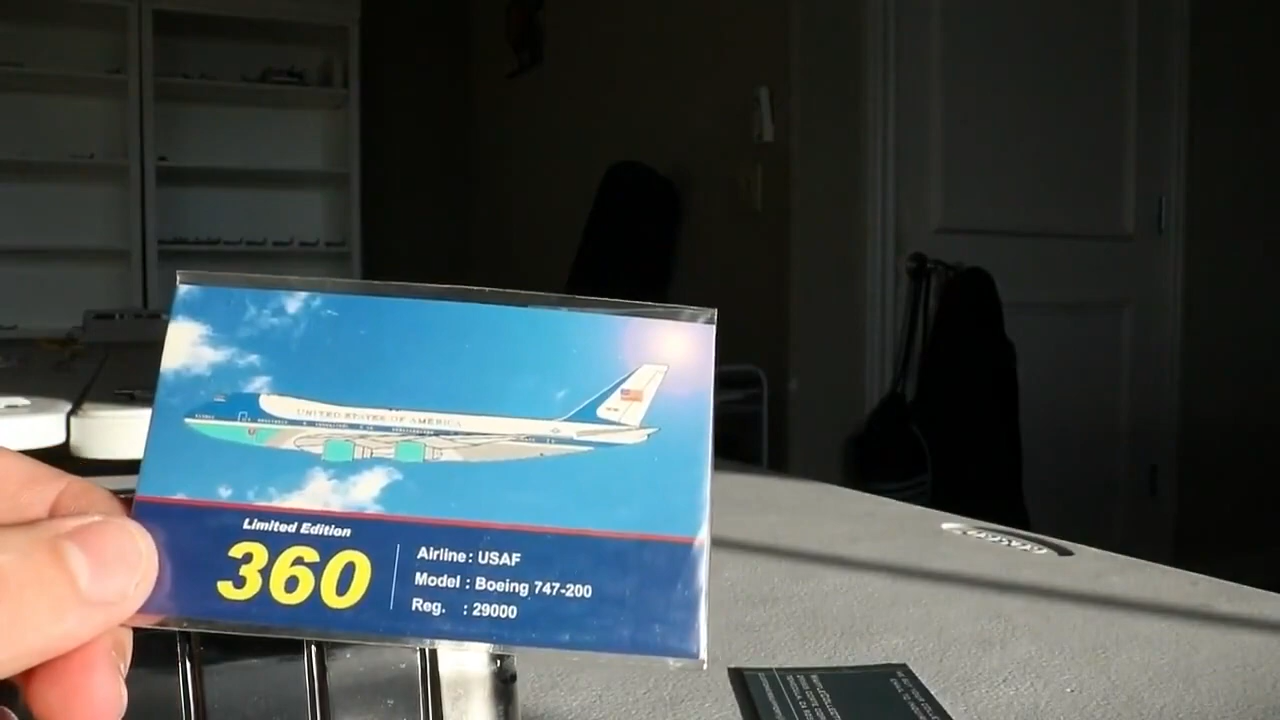 UNITED STATES OF AMERICA
Limited Edition
360
Airline: USAF
Model : Boeing 747-200
Reg. : 29000